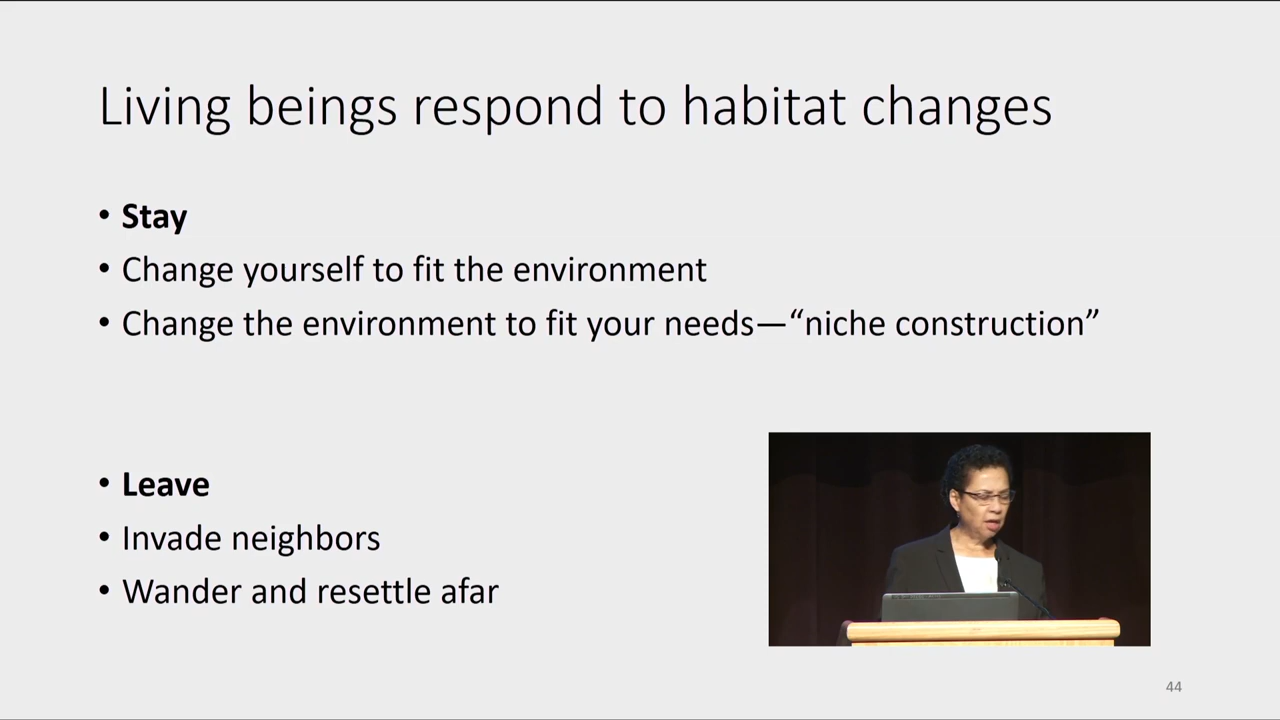 Living beings respond to habitat changes
• Stay
• Change yourself to fit the environment
• Change the environment to fit your needs—“niche construction”
• Leave
• Invade neighbors
• Wander and resettle afar
44